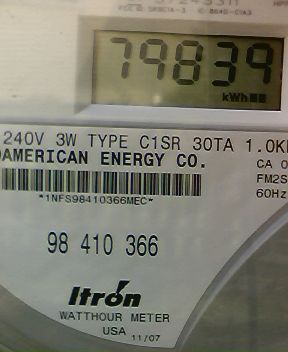 79839
kWh
240V 3W TYPE C1SR 30TA 1.0K
AMERICAN ENERGY CO.
CA 0
FM2S
60Hz
*1NFS98410366MEC*
98 410 366
Itron
WATTHOUR METER
USA 11/07